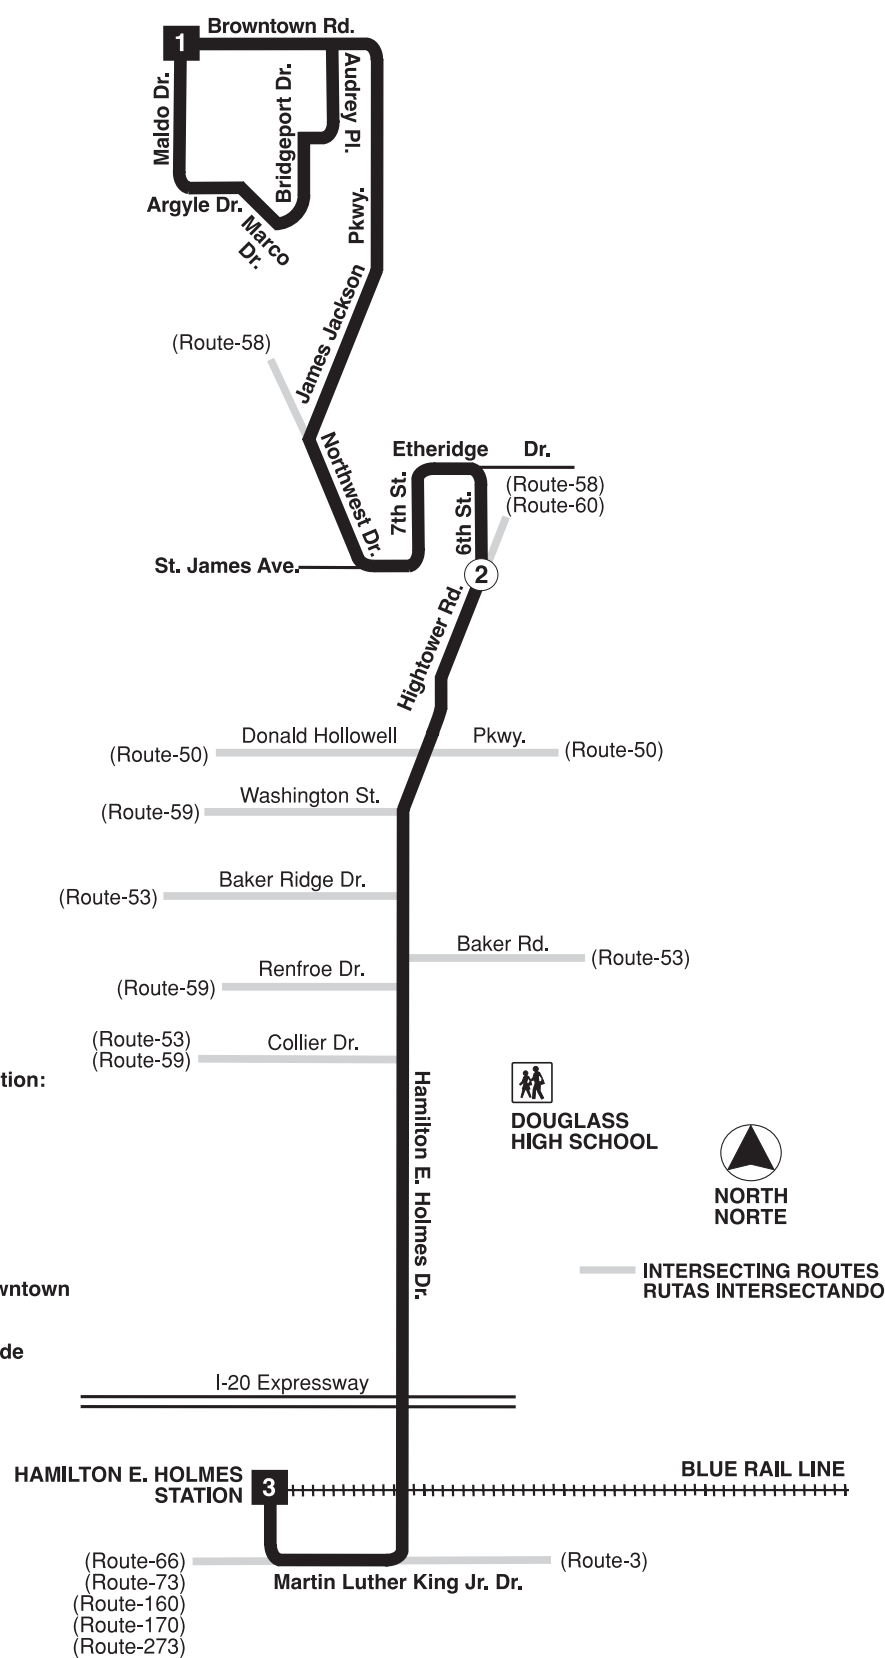 Browntown Rd.
1
Maldo Dr.
Bridgeport Dr.
Audrey Pl.
Argyle Dr.
Marco
Dr.
Pkwy.
James Jackson
(Route-58)
Northwest Dr.
Etheridge Dr.
7th St.
6th St.
(Route-58)
(Route-60)
St. James Ave.
2
Hightower Rd.
Donald Hollowell Pkwy.
(Route-50)
(Route-50)
Washington St.
(Route-59)
Baker Ridge Dr.
(Route-53)
Baker Rd.
(Route-53)
Renfroe Dr.
(Route-59)
(Route-53)
(Route-59)
Collier Dr.
tion:
Hamilton E. Holmes Dr.
DOUGLASS
HIGH SCHOOL
NORTH
NORTE
INTERSECTING ROUTES
RUTAS INTERSECTANDO
wntown
de
I-20 Expressway
HAMILTON E. HOLMES
STATION
3
BLUE RAIL LINE
(Route-66)
(Route-73)
(Route-160)
(Route-170)
(Route-273)
(Route-3)
Martin Luther King Jr. Dr.